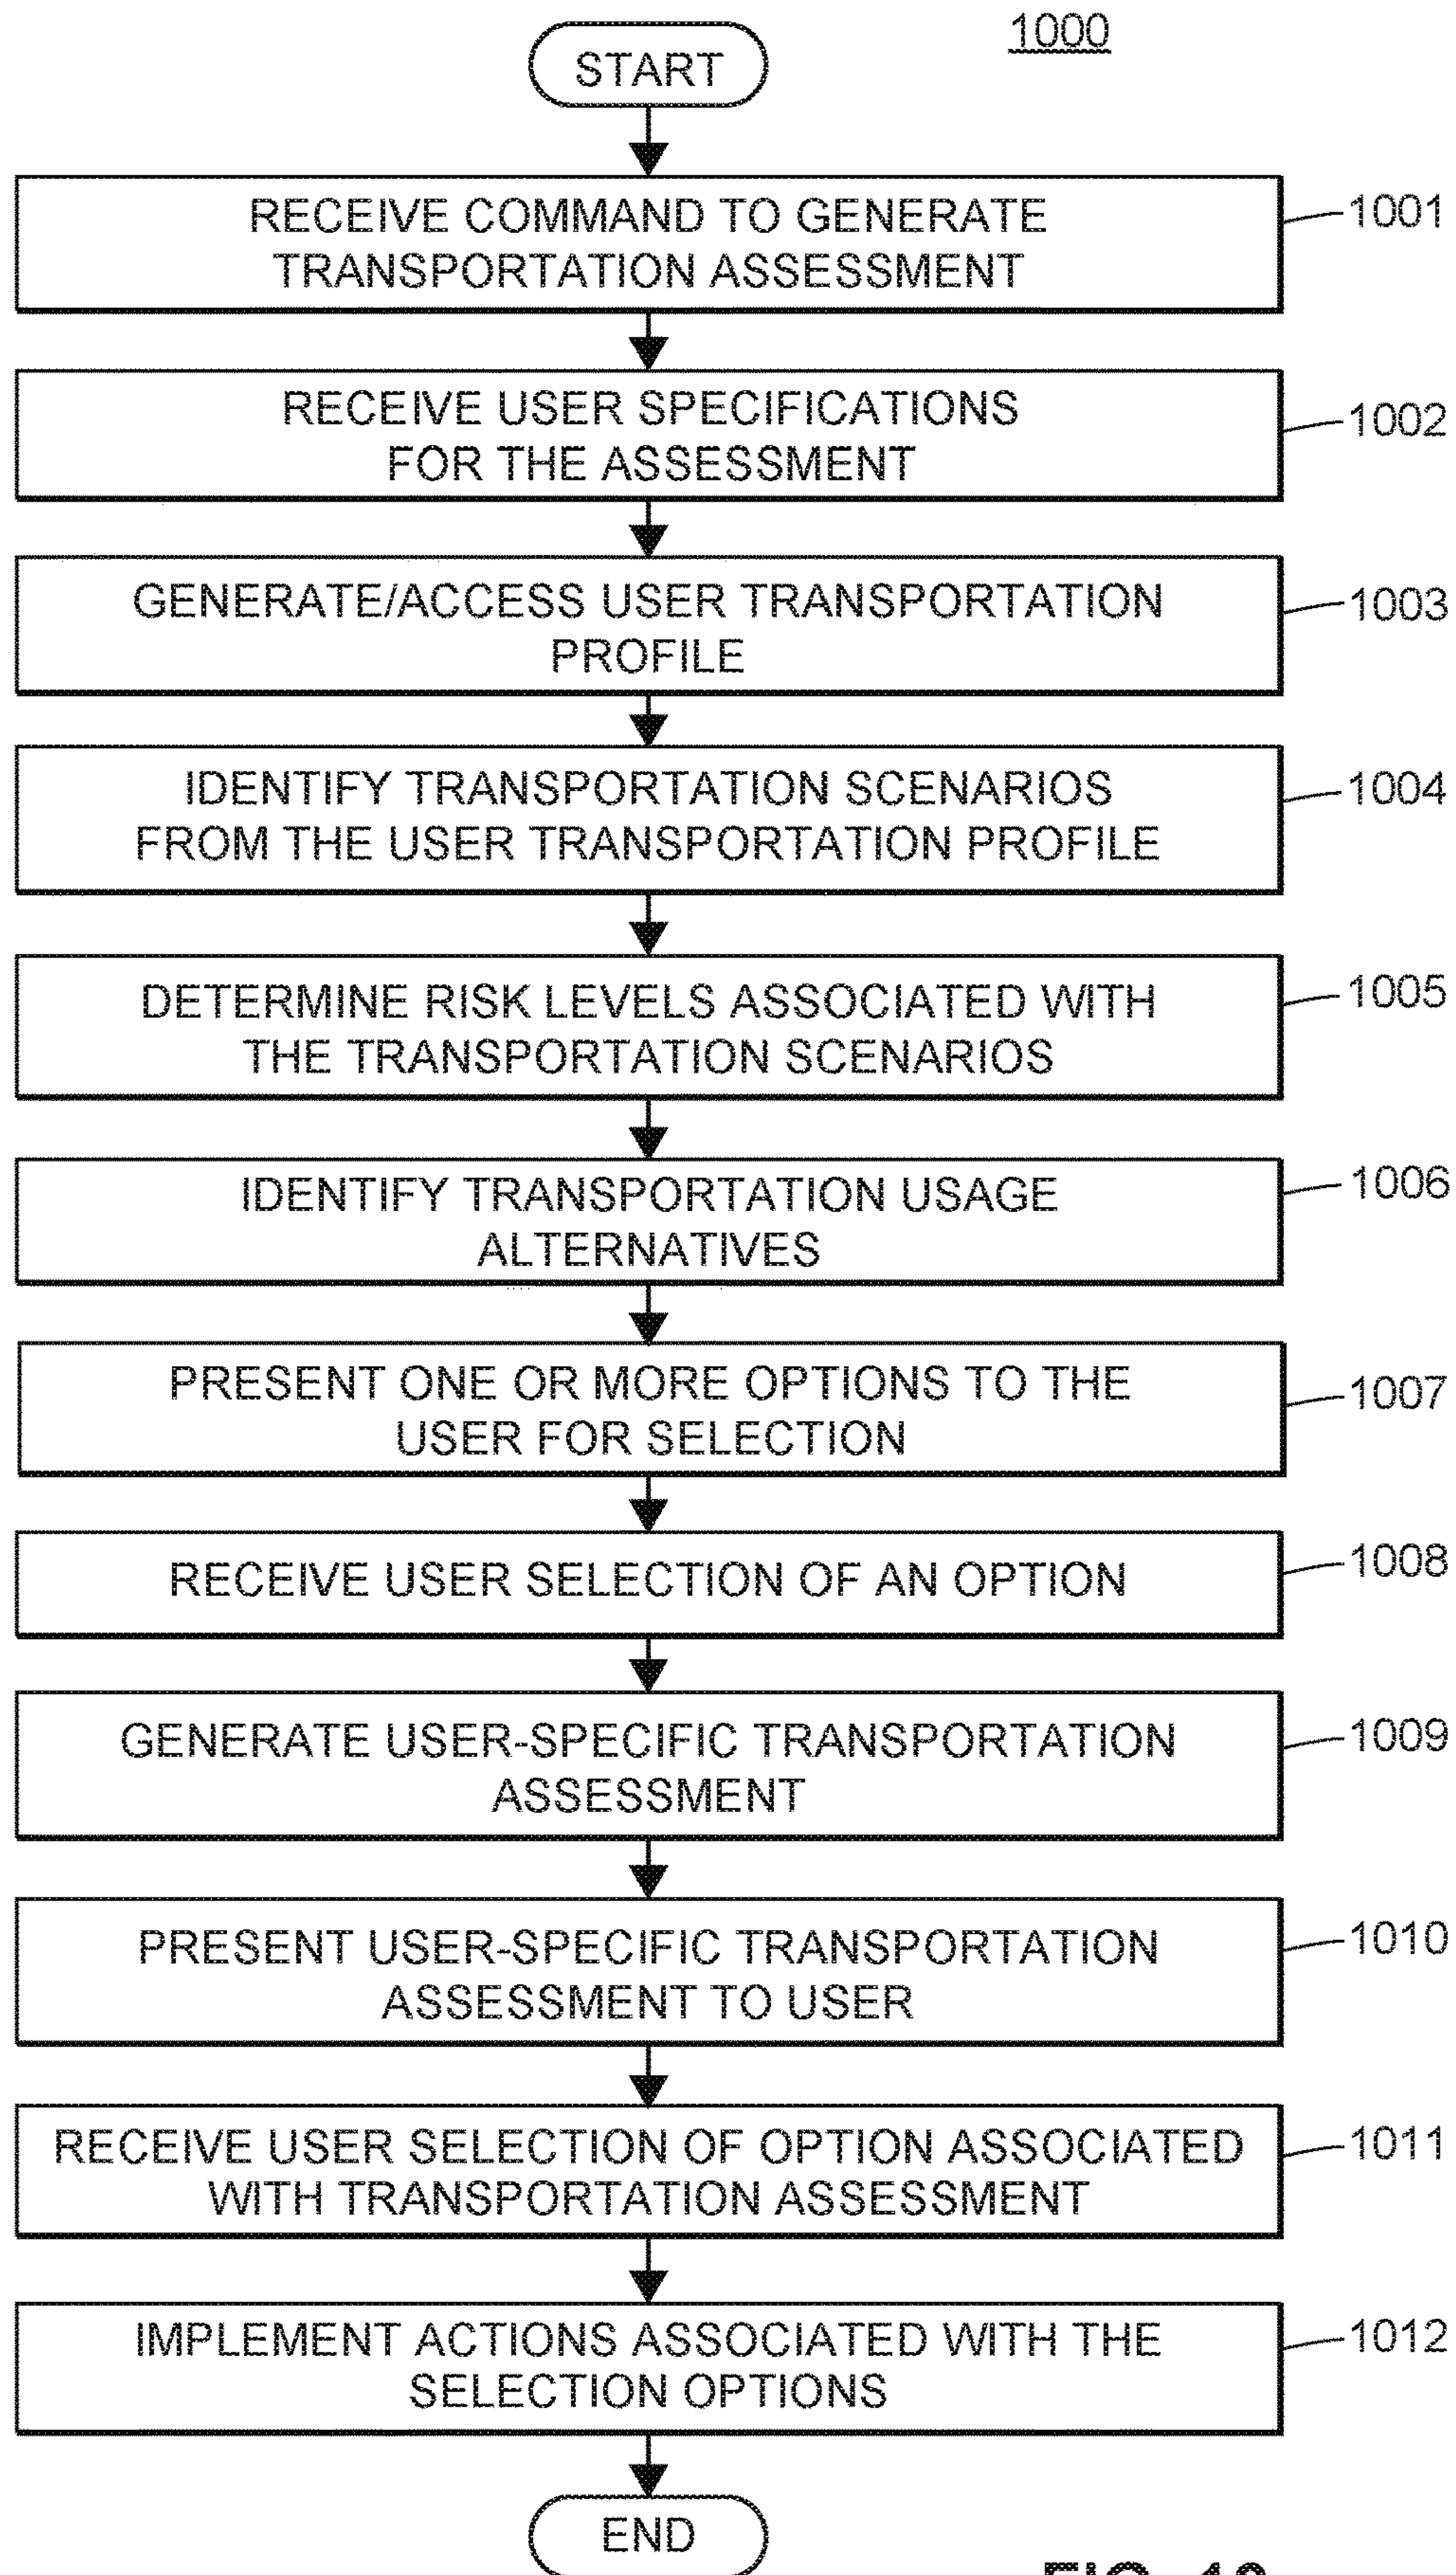 1000
START
RECEIVE COMMAND TO GENERATE
TRANSPORTATION ASSESSMENT
1001
RECEIVE USER SPECIFICATIONS
FOR THE ASSESSMENT
1002
GENERATE/ACCESS USER TRANSPORTATION
PROFILE
1003
IDENTIFY TRANSPORTATION SCENARIOS
FROM THE USER TRANSPORTATION PROFILE
1004
DETERMINE RISK LEVELS ASSOCIATED WITH
THE TRANSPORTATION SCENARIOS
1005
IDENTIFY TRANSPORTATION USAGE
ALTERNATIVES
1006
PRESENT ONE OR MORE OPTIONS TO THE
USER FOR SELECTION
1007
RECEIVE USER SELECTION OF AN OPTION
1008
GENERATE USER-SPECIFIC TRANSPORTATION
ASSESSMENT
1009
PRESENT USER-SPECIFIC TRANSPORTATION
ASSESSMENT TO USER
1010
RECEIVE USER SELECTION OF OPTION ASSOCIATED
WITH TRANSPORTATION ASSESSMENT
1011
IMPLEMENT ACTIONS ASSOCIATED WITH THE
SELECTION OPTIONS
1012
END